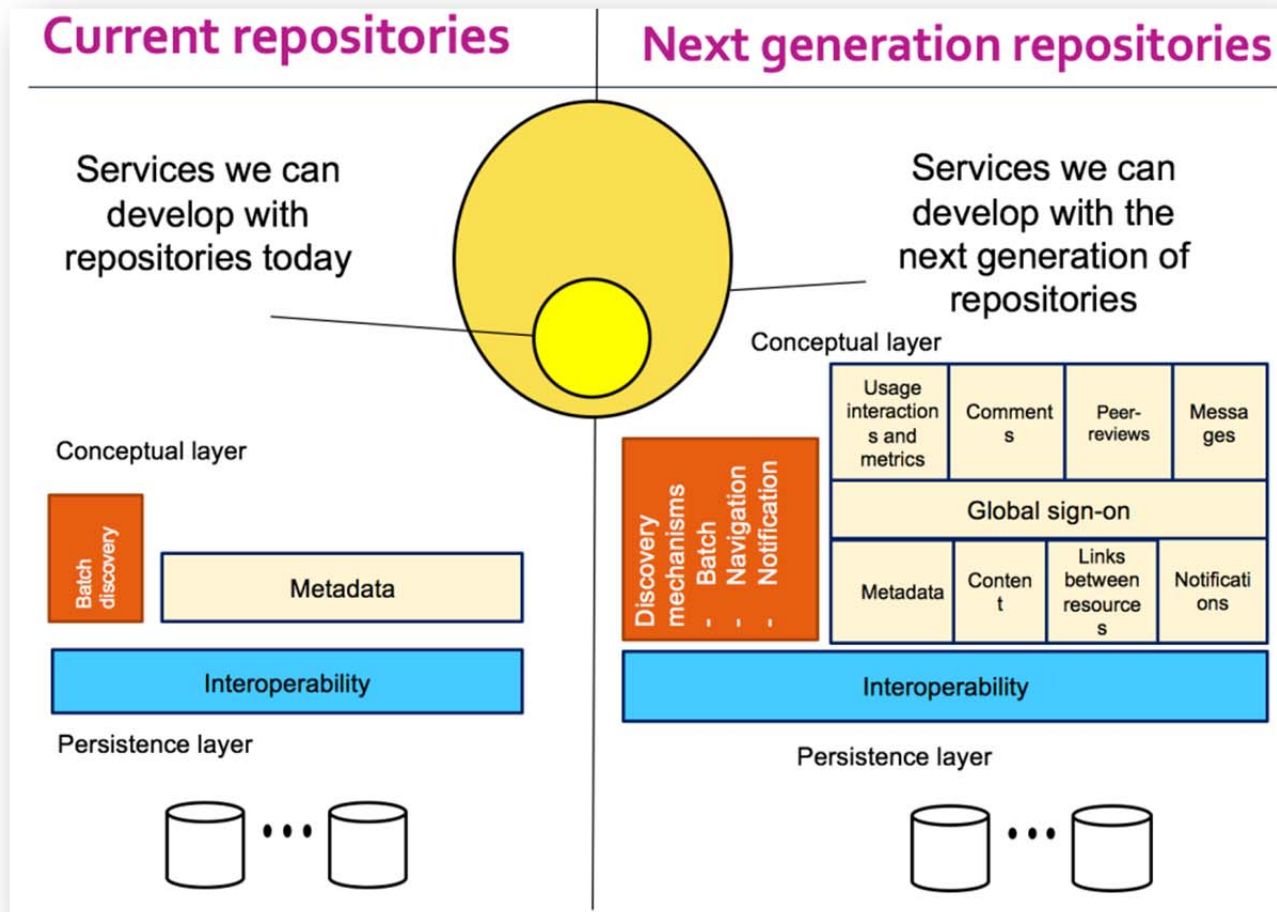 Current repositories
Next generation repositories
Services we can
develop with
repositories today
Services we can
develop with the
next generation of
repositories
Conceptual layer
Batch
discovery
Metadata
Interoperability
Persistence layer
Conceptual layer
Discovery
mechanisms
- Batch
- Navigation
- Notification
Usage
interaction
s and
metrics
Comment
s
Peer-
reviews
Messa
ges
Global sign-on
Metadata
Conten
t
Links
between
resource
s
Notificati
ons
Interoperability
Persistence layer